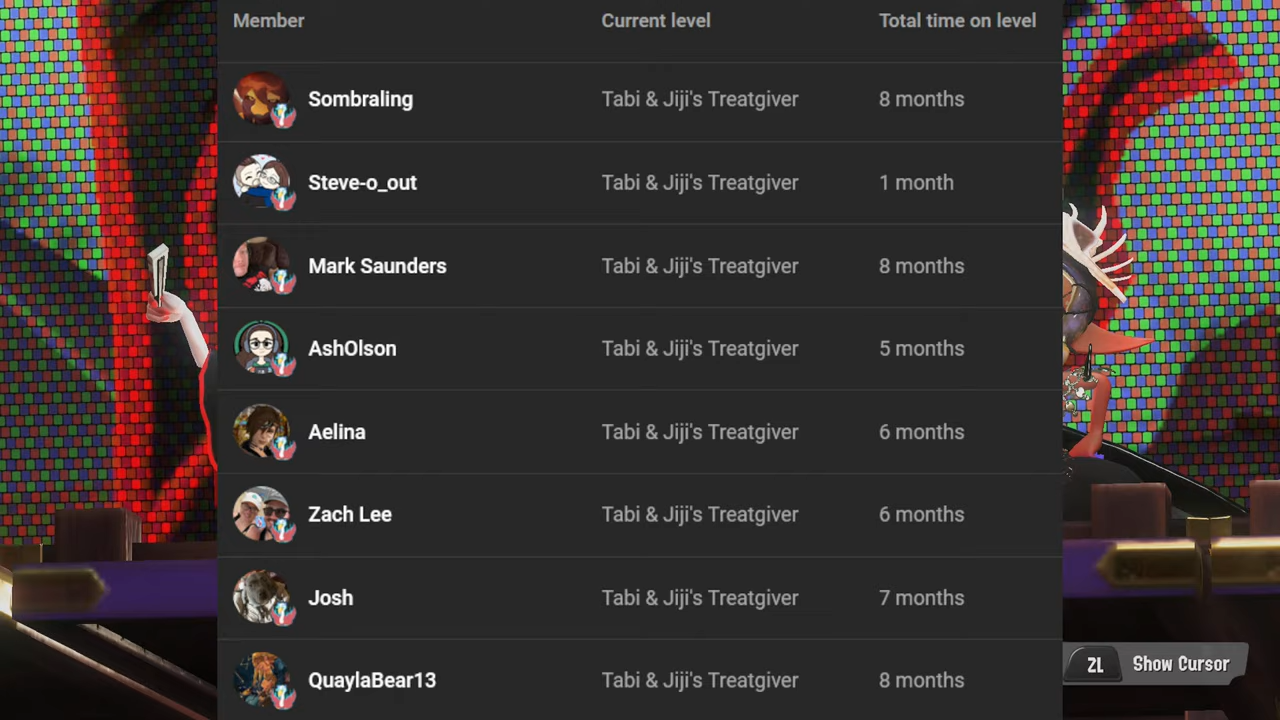 Member Current level Total time on level
Sombraling Tabi & Jiji's Treatgiver 8 months
Steve-o_out Tabi & Jiji's Treatgiver 1 month
Mark Saunders Tabi & Jiji's Treatgiver 8 months
AshOlson Tabi & Jiji's Treatgiver 5 months
Aelina Tabi & Jiji's Treatgiver 6 months
Zach Lee Tabi & Jiji's Treatgiver 6 months
Josh Tabi & Jiji's Treatgiver 7 months
QuaylaBear13 Tabi & Jiji's Treatgiver 8 months
ZL Show Cursor